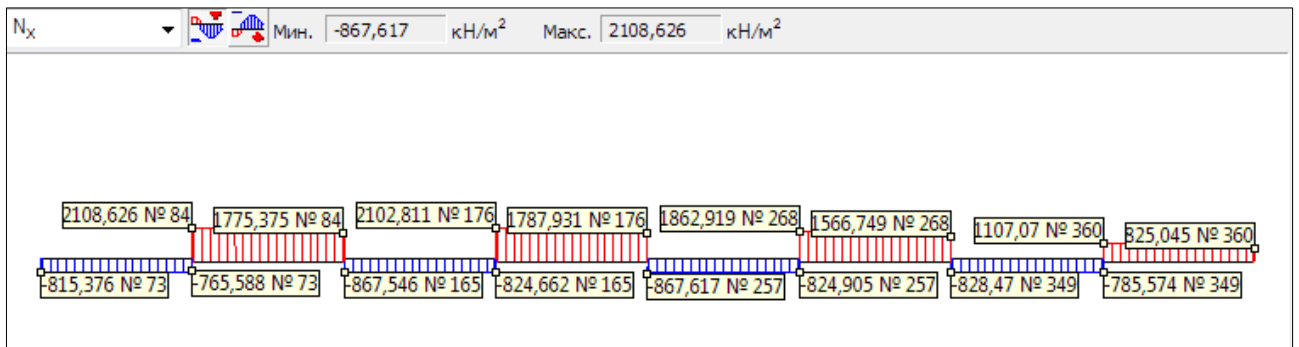 Nx Мин. -867,617 кН/м² Макс. 2108,626 кН/м²
2108,626 № 84 1775,375 № 84 2102,811 № 176 1787,931 № 176 1862,919 № 268 1566,749 № 268 1107,07 № 360 825,045 № 360
-815,376 № 73 -765,588 № 73 -867,546 № 165 -824,662 № 165 -867,617 № 257 -824,905 № 257 -828,47 № 349 -785,574 № 349